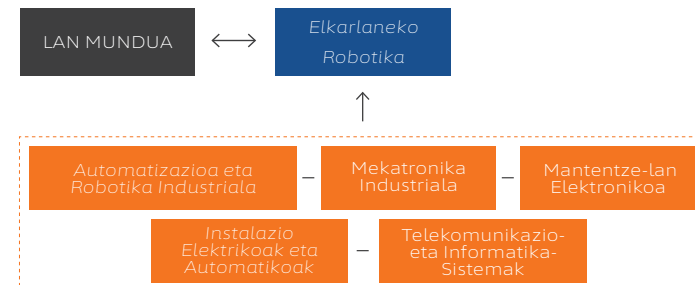 LAN MUNDUA
Elkarlaneko
Robotika
Automatizazioa eta
Robotika Industriala
Mekatronika
Industriala
Mantentze-lan
Elektronikoa
Instalazio
Elektrikoak eta
Automatikoak
Telekomunikazio-
eta Informatika-
Sistemak